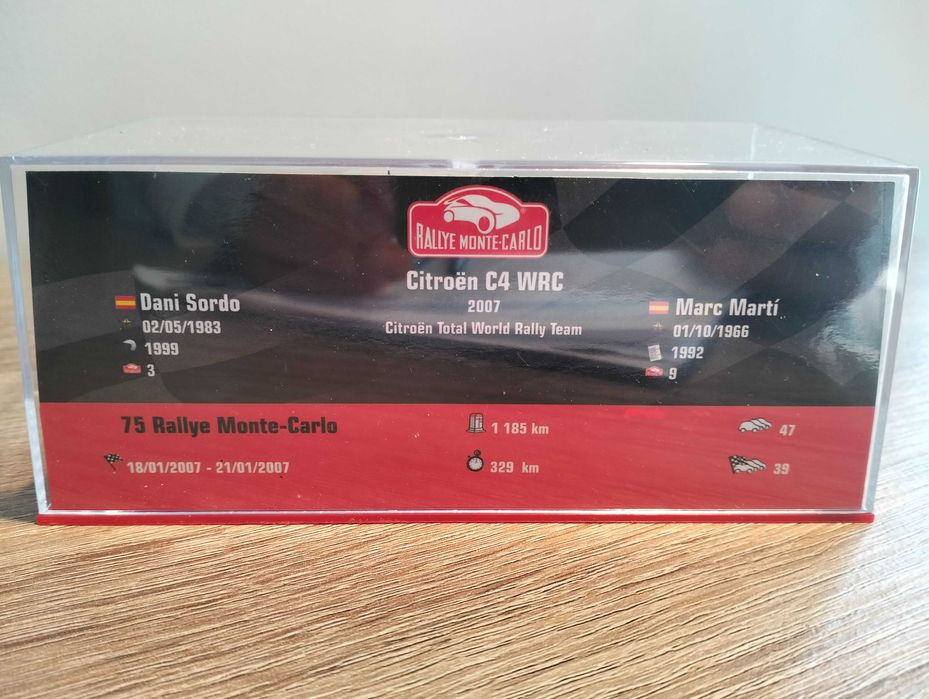 RALLYE MONTE-CARLO
Citroën C4 WRC
2007
Citroën Total World Rally Team
Dani Sordo
02/05/1983
1999
3
Marc Martí
01/10/1966
1992
9
75 Rallye Monte-Carlo
18/01/2007 - 21/01/2007
1 185 km
329 km
47
39